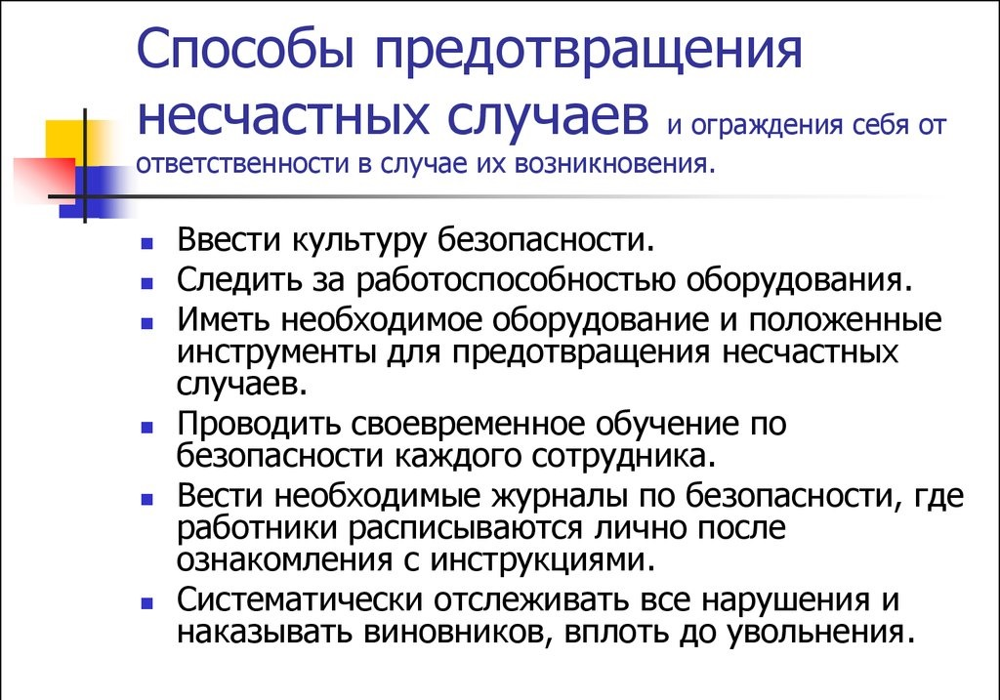 Способы предотвращения
несчастных случаев и ограждения себя от
ответственности в случае их возникновения.
Ввести культуру безопасности.
Следить за работоспособностью оборудования.
Иметь необходимое оборудование и положенные
инструменты для предотвращения несчастных
случаев.
Проводить своевременное обучение по
безопасности каждого сотрудника.
Вести необходимые журналы по безопасности, где
работники расписываются лично после
ознакомления с инструкциями.
Систематически отслеживать все нарушения и
наказывать виновников, вплоть до увольнения.